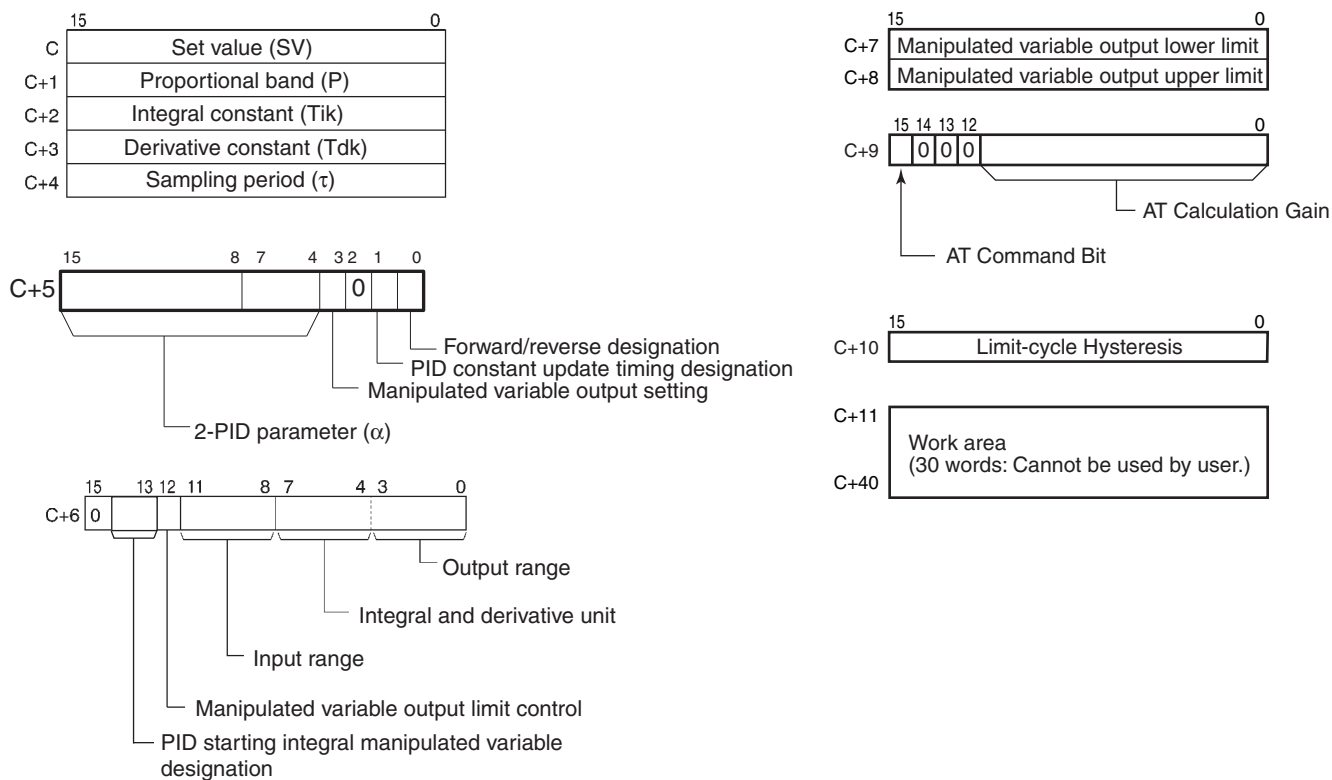 15 0
C Set value (SV)
C+1 Proportional band (P)
C+2 Integral constant (Tik)
C+3 Derivative constant (Tdk)
C+4 Sampling period (τ)
15 8 7 4 3 2 1 0
C+5 0
Forward/reverse designation
PID constant update timing designation
Manipulated variable output setting
2-PID parameter (α)
15 13 12 11 8 7 4 3 0
C+6 0
Output range
Integral and derivative unit
Input range
Manipulated variable output limit control
PID starting integral manipulated variable
designation
15 0
C+7 Manipulated variable output lower limit
C+8 Manipulated variable output upper limit
15 14 13 12 0
C+9 0 0 0
AT Calculation Gain
AT Command Bit
15 0
C+10 Limit-cycle Hysteresis
C+11
Work area
(30 words: Cannot be used by user.)
C+40